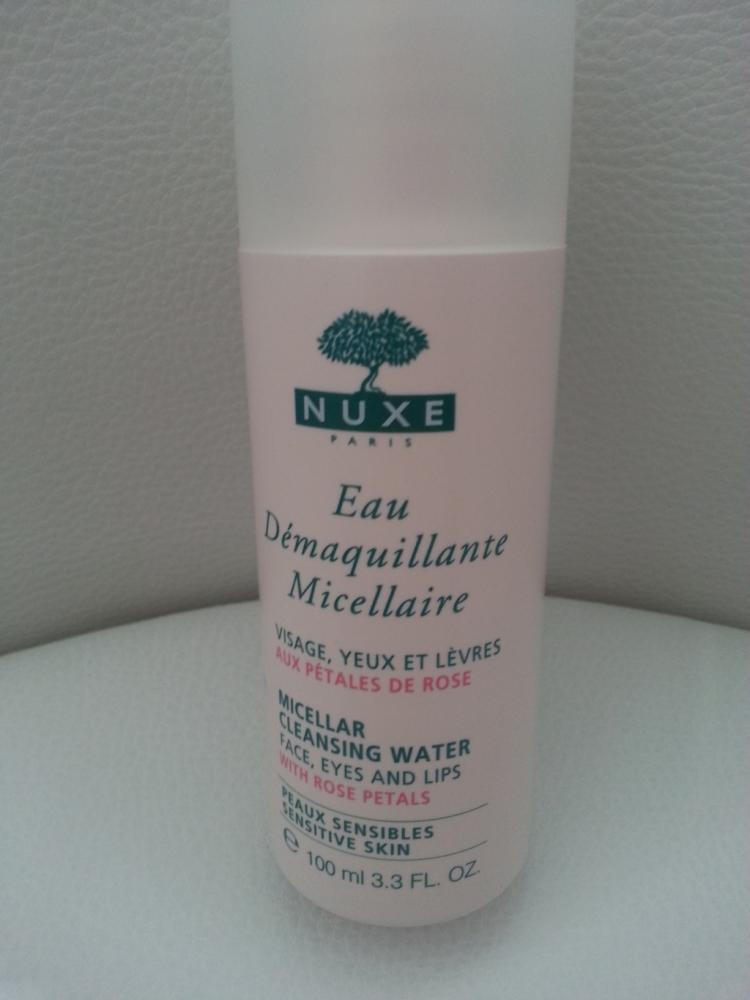 NUXE
PARIS
Eau
Démaquillante
Micellaire
VISAGE, YEUX ET LÈVRES
AUX PÉTALES DE ROSE
MICELLAR
CLEANSING WATER
FACE, EYES AND LIPS
WITH ROSE PETALS
PEAUX SENSIBLES
SENSITIVE SKIN
℮ 100 ml 3.3 FL. OZ.